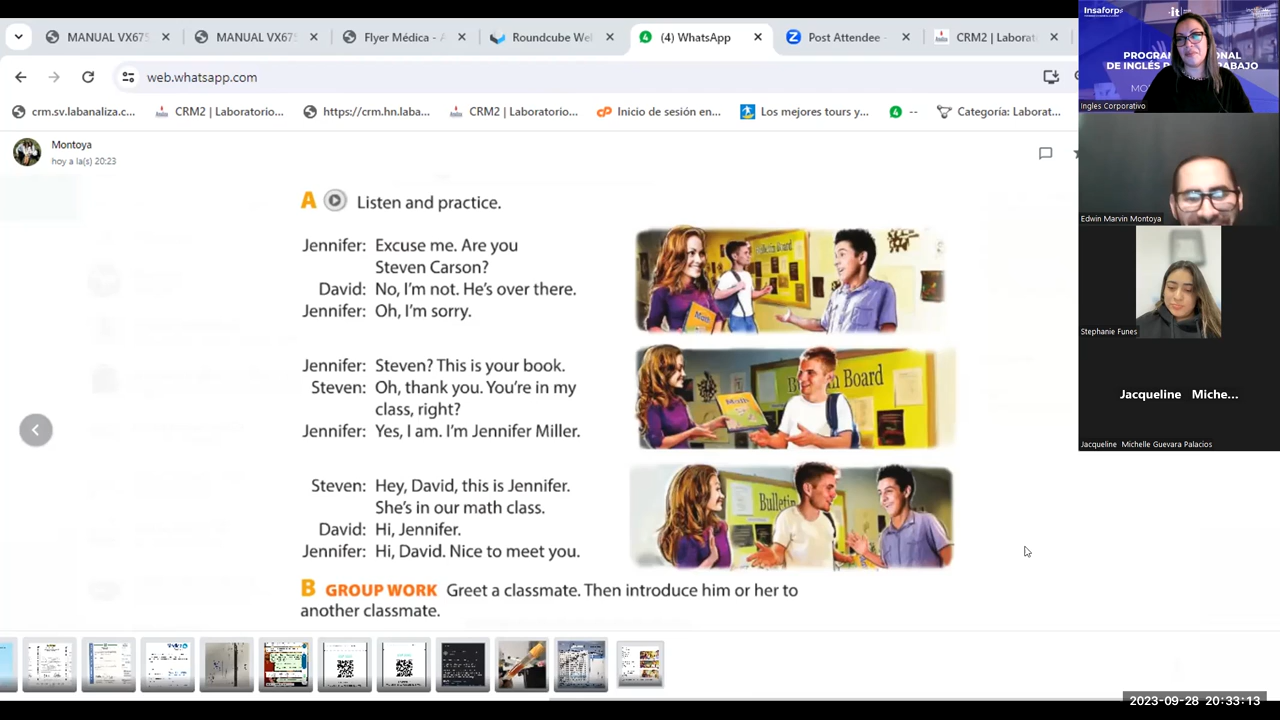 MANUAL VX675
MANUAL VX675
Flyer Médica - A
Roundcube We
(4) WhatsApp
Post Attendee -
CRM2 | Laborat
web.whatsapp.com
crm.sv.labanaliza.c...
CRM2 | Laboratorio...
https://crm.hn.laba...
CRM2 | Laboratorio...
Inicio de sesión en...
Los mejores tours y...
--
Categoría: Laborat...
Montoya
hoy a la(s) 20:23
A Listen and practice.
Jennifer: Excuse me. Are you
Steven Carson?
David: No, I'm not. He's over there.
Jennifer: Oh, I'm sorry.
Jennifer: Steven? This is your book.
Steven: Oh, thank you. You're in my
class, right?
Jennifer: Yes, I am. I'm Jennifer Miller.
Steven: Hey, David, this is Jennifer.
She's in our math class.
David: Hi, Jennifer.
Jennifer: Hi, David. Nice to meet you.
B GROUP WORK Greet a classmate. Then introduce him or her to
another classmate.
Insaforp
Ingles Corporativo
Edwin Marvin Montoya
Stephanie Funes
Jacqueline Miche...
Jacqueline Michelle Guevara Palacios
2023-09-28 20:33:13